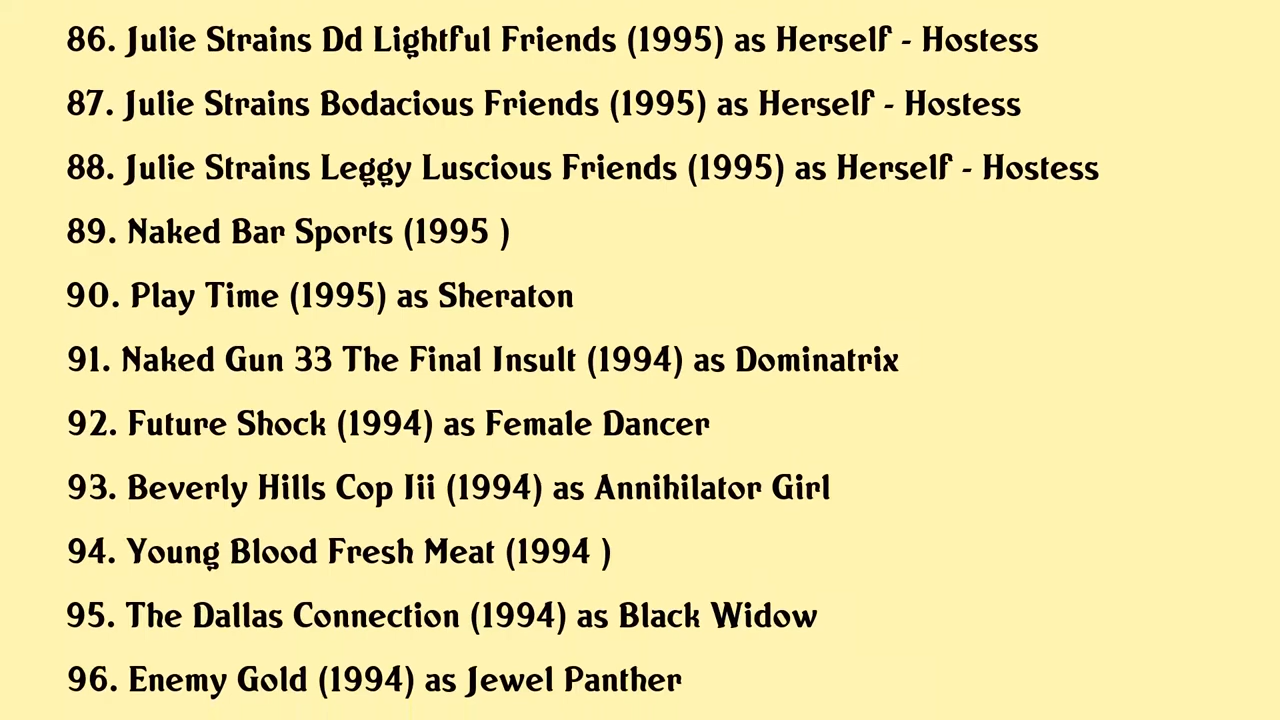 86. Julie Strains Dd Lightful Friends (1995) as Herself - Hostess
87. Julie Strains Bodacious Friends (1995) as Herself - Hostess
88. Julie Strains Leggy Luscious Friends (1995) as Herself - Hostess
89. Naked Bar Sports (1995 )
90. Play Time (1995) as Sheraton
91. Naked Gun 33 The Final Insult (1994) as Dominatrix
92. Future Shock (1994) as Female Dancer
93. Beverly Hills Cop Iii (1994) as Annihilator Girl
94. Young Blood Fresh Meat (1994 )
95. The Dallas Connection (1994) as Black Widow
96. Enemy Gold (1994) as Jewel Panther